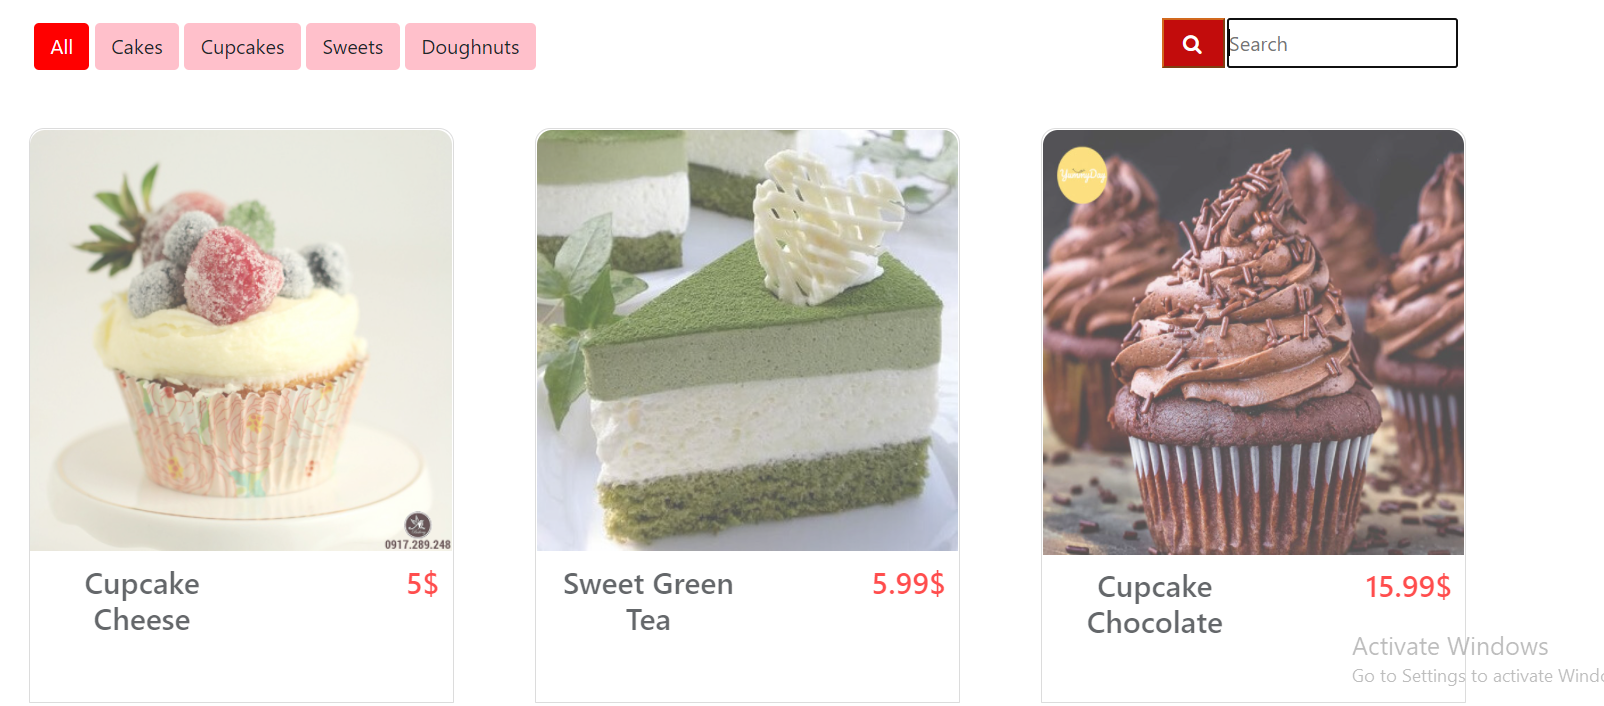 All
Cakes
Cupcakes
Sweets
Doughnuts
Search
YummyDay
0917.289.248
Cupcake
Cheese
5$
Sweet Green
Tea
5.99$
Cupcake
Chocolate
15.99$
Activate Windows
Go to Settings to activate Windo